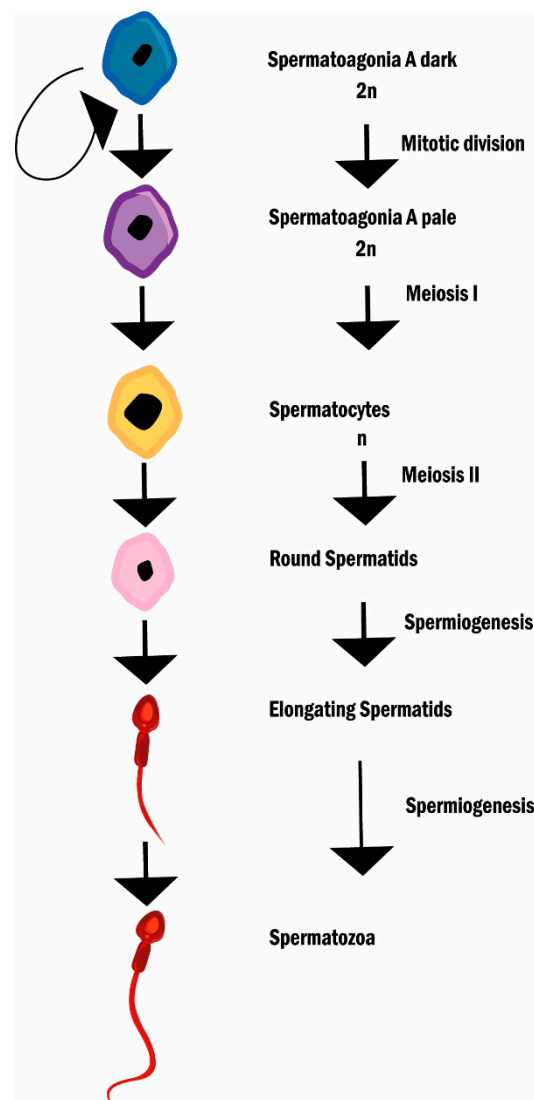 Spermatoagonia A dark
2n
Mitotic division
Spermatoagonia A pale
2n
Meiosis I
Spermatocytes
n
Meiosis II
Round Spermatids
Spermiogenesis
Elongating Spermatids
Spermiogenesis
Spermatozoa